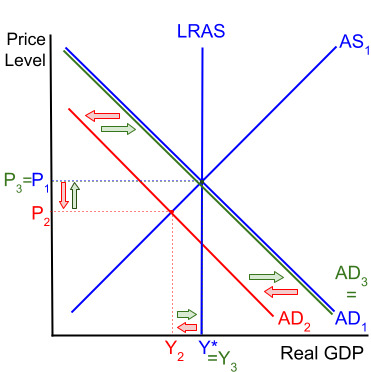 LRAS
Price
Level
AS1
P3=P1
P2
AD3
=
AD2 AD1
Y2 Y*
=Y3
Real GDP